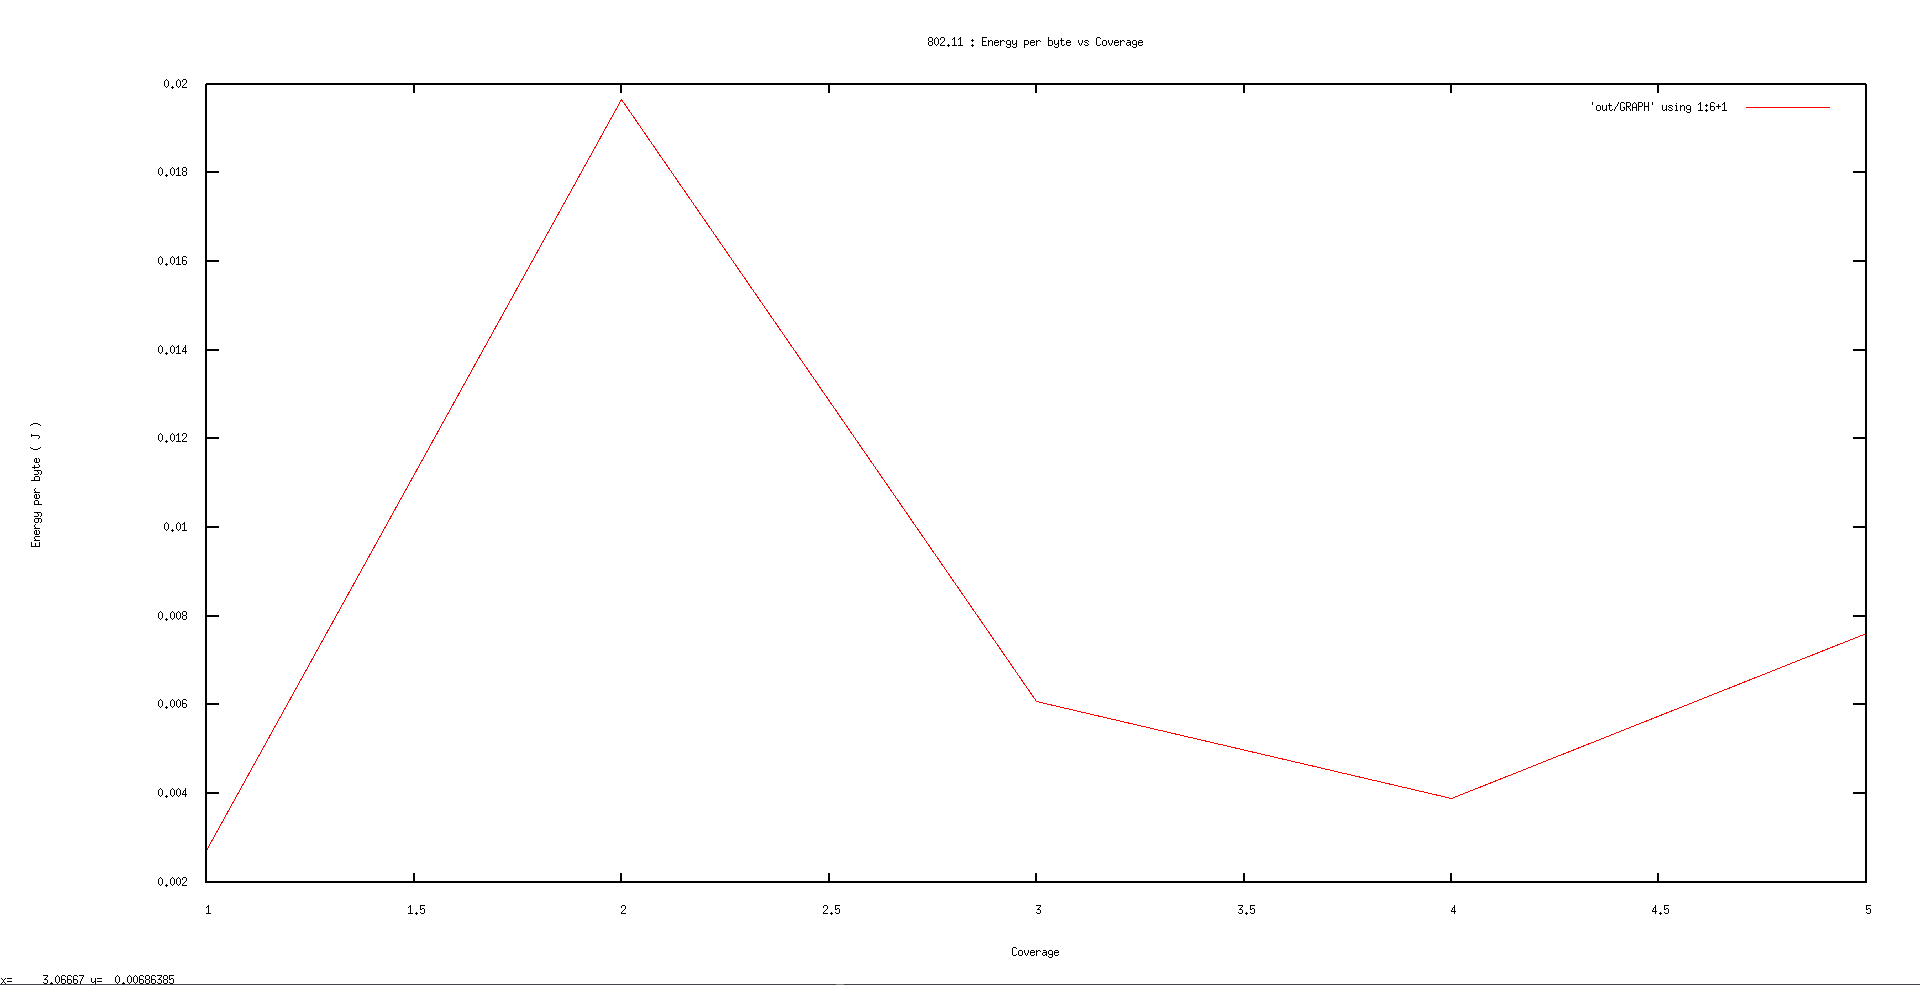 802.11 : Energy per byte vs Coverage
'out/GRAPH' using 1:6+1
0.02
0.018
0.016
0.014
0.012
0.01
0.008
0.006
0.004
0.002
Energy per byte ( J )
1 1.5 2 2.5 3 3.5 4 4.5 5
Coverage
x= 3.06667 y= 0.00686385